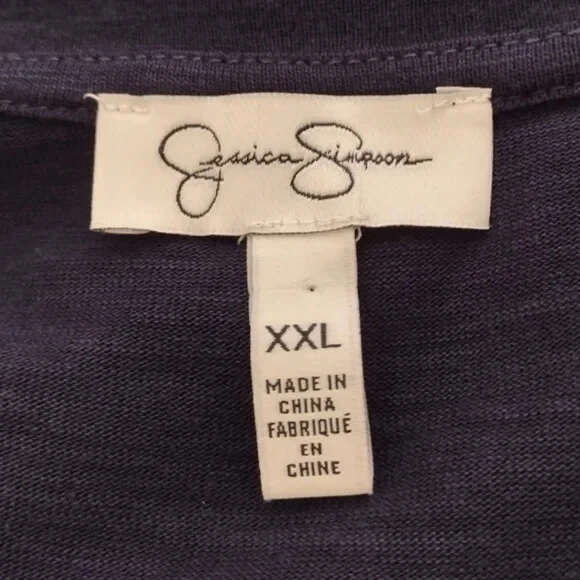 Jessica Simpson
XXL
MADE IN
CHINA
FABRIQUÉ
EN
CHINE